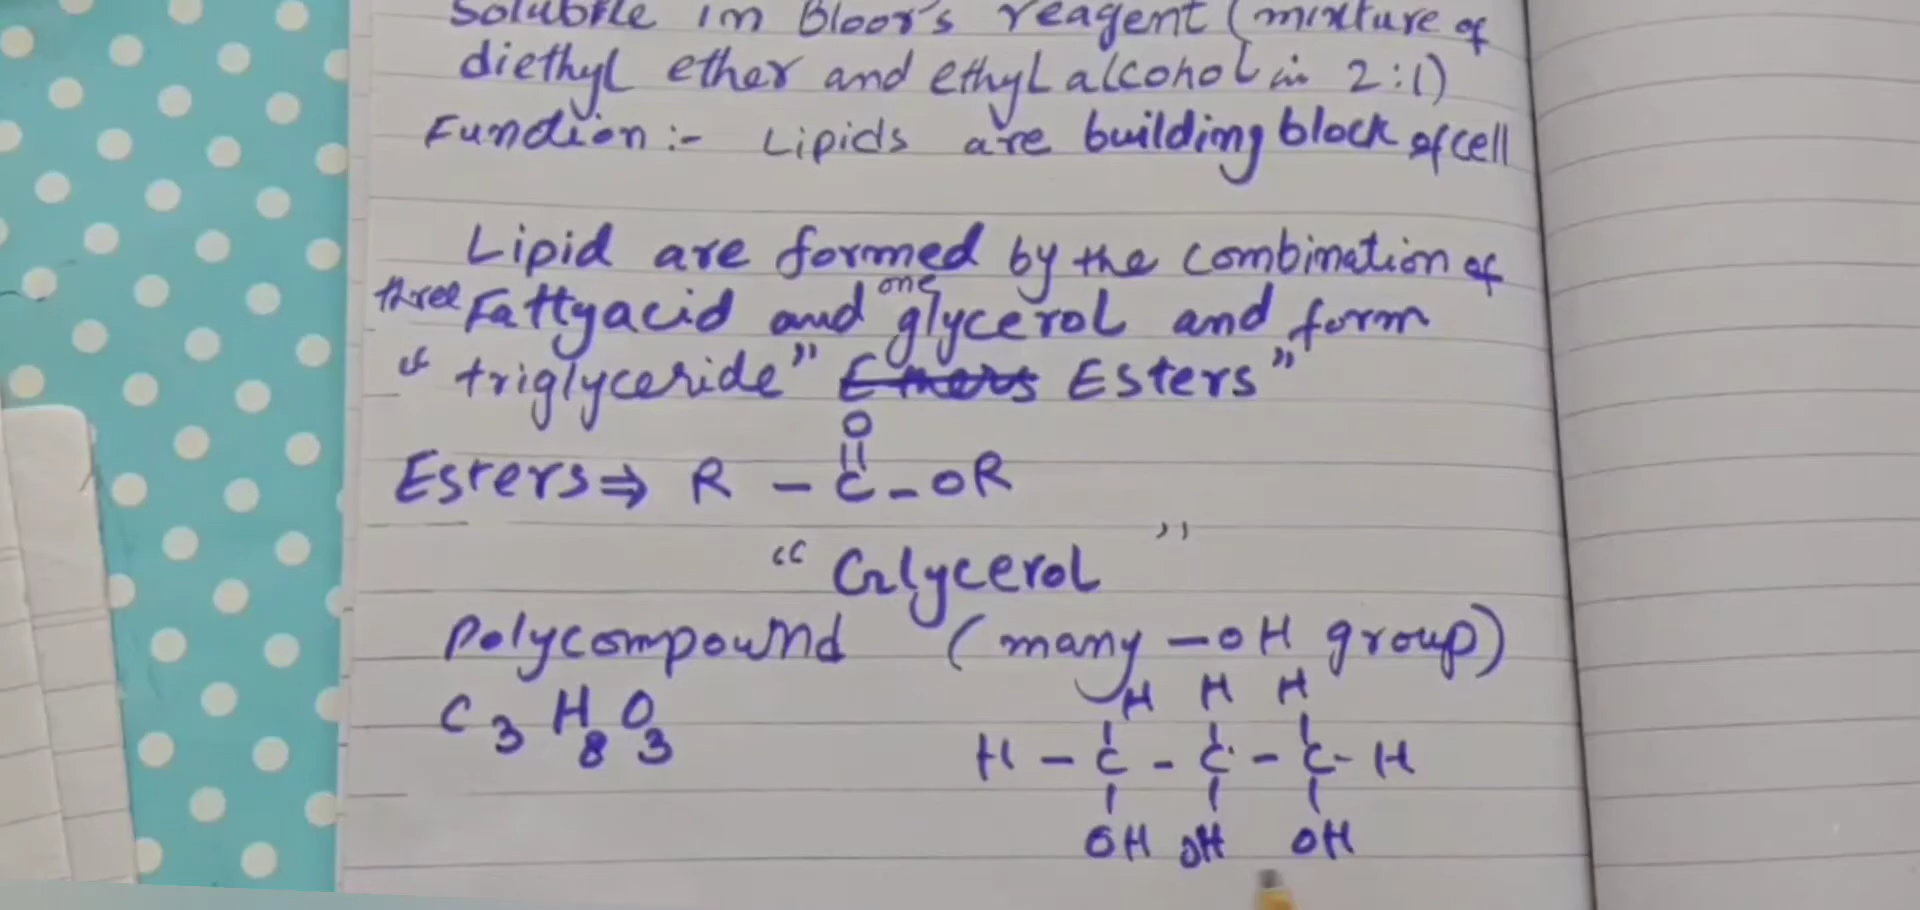 Soluble in Bloor's reagent (mixture of
diethyl ether and ethyl alcohol in 2:1)
Function :- Lipids are building block of cell
Lipid are formed by the combination of
three Fattyacid and one glycerol and form
"triglyceride" Ethers Esters"
O
||
Esters ⇒ R - C - OR
"Glycerol"
Polycompound (many -OH group)
C3H8O3
H H H
H - C - C - C - H
OH OH OH